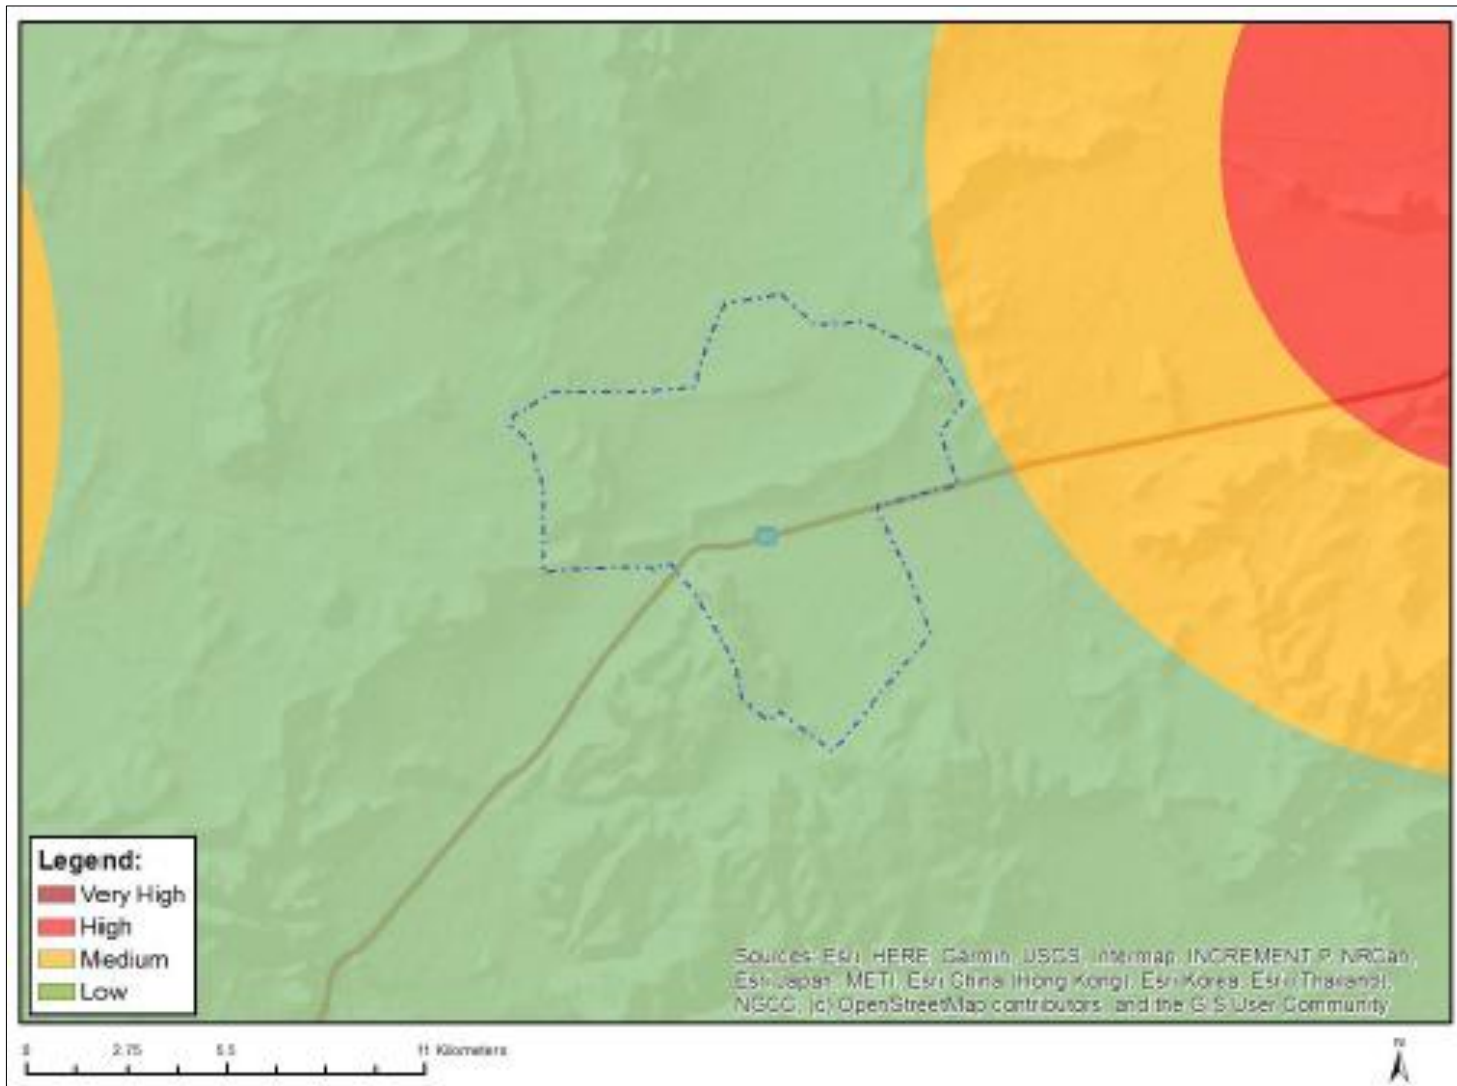 Legend:
Very High
High
Medium
Low
Sources: Esri, HERE, Garmin, USGS, Intermap, INCREMENT P, NRCan,
Esri Japan, METI, Esri China (Hong Kong), Esri Korea, Esri (Thailand),
NGCC, (c) OpenStreetMap contributors, and the GIS User Community
0 2.75 5.5 11 Kilometers
N